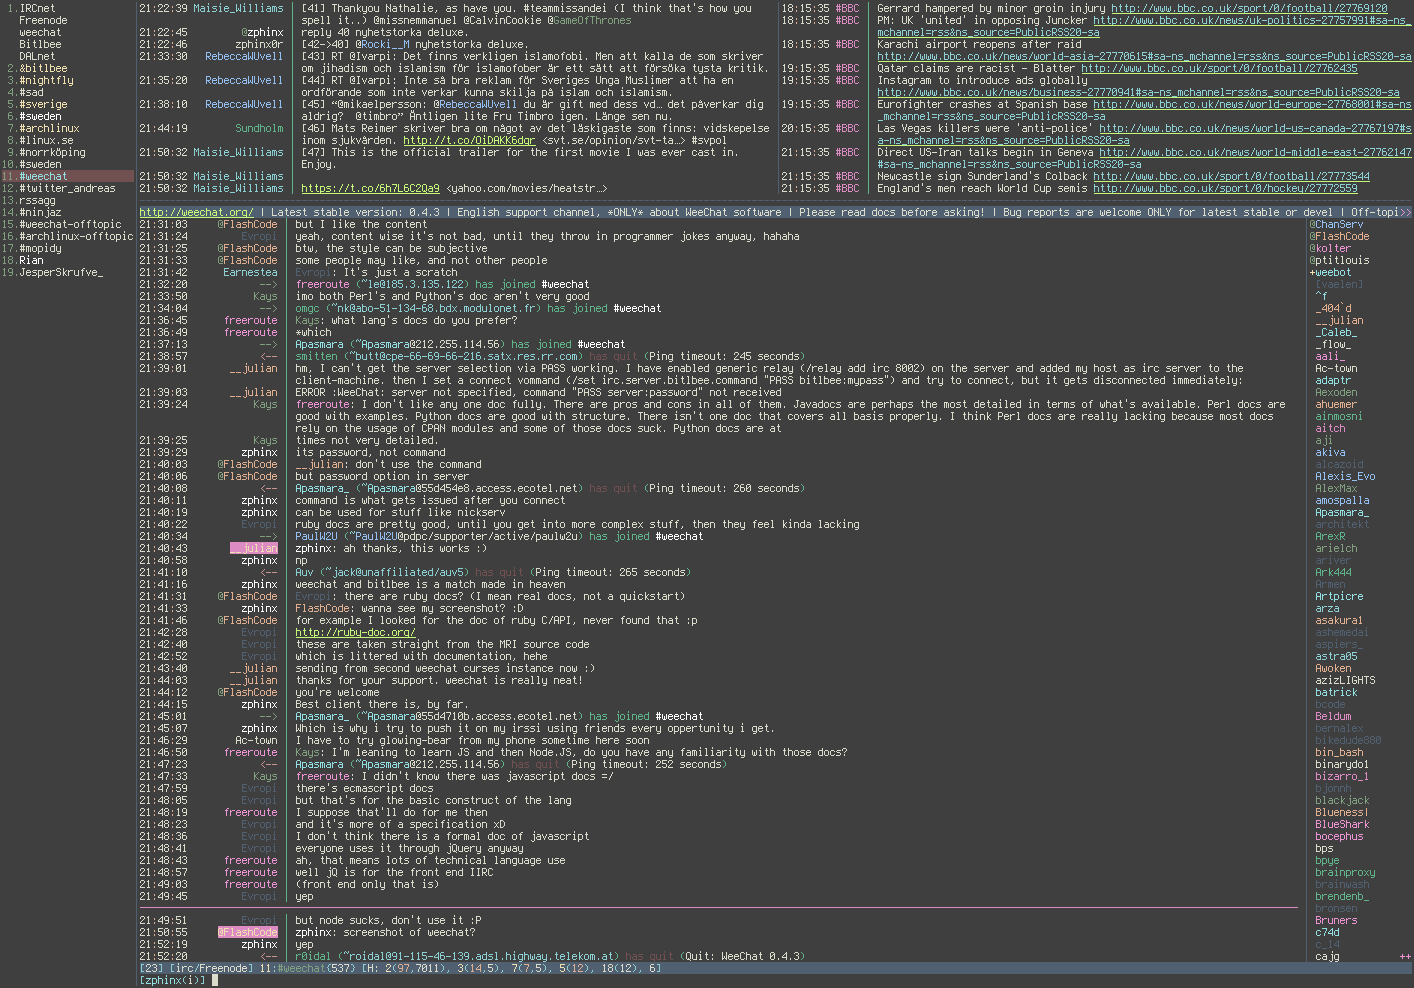 1.IRCnet
Freenode
weechat
Bitlbee
DALnet
2.&bitlbee
3.#nightfly
4.#sad
5.#sverige
6.#sweden
7.#archlinux
8.#linux.se
9.#norrköping
10.#sweden
11.#weechat
12.#twitter_andreas
13.rssagg
14.#ninjaz
15.#weechat-offtopic
16.#archlinux-offtopic
17.#mopidy
18.Rian
19.JesperSkrufve_
21:22:39 Maisie_Williams | [41] Thankyou Nathalie, as have you. #teammissandei (I think that's how you
spell it..) @missnemmanuel @CalvinCookie @GameOfThrones
21:22:45 @zphinx | reply 40 nyhetstorka deluxe.
21:22:46 zphinx0r | [42->40] @Rocki__M nyhetstorka deluxe.
21:33:30 RebeccaWUvell | [43] RT @Ivarpi: Det finns verkligen islamofobi. Men att kalla de som skriver
om jihadism och islamism för islamofober är ett sätt att försöka tysta kritik.
21:35:20 RebeccaWUvell | [44] RT @Ivarpi: Inte så bra reklam för Sveriges Unga Muslimer att ha en
ordförande som inte verkar kunna skilja på islam och islamism.
21:38:10 RebeccaWUvell | [45] “@mikaelpersson: @RebeccaWUvell du är gift med dess vd… det påverkar dig
aldrig?  @timbro” Äntligen lite Fru Timbro igen. Länge sen nu.
21:44:19 Sundholm | [46] Mats Reimer skriver bra om något av det läskigaste som finns: vidskepelse
inom sjukvården. http://t.co/OiDAKK6dqr <svt.se/opinion/svt-ta…> #svpol
21:50:32 Maisie_Williams | [47] This is the official trailer for the first movie I was ever cast in.
Enjoy.
21:50:32 Maisie_Williams |
21:50:32 Maisie_Williams | https://t.co/6h7L6C2Qa9 <yahoo.com/movies/heatstr…>
18:15:35 #BBC | Gerrard hampered by minor groin injury http://www.bbc.co.uk/sport/0/football/27769120
18:15:35 #BBC | PM: UK 'united' in opposing Juncker http://www.bbc.co.uk/news/uk-politics-27757991#sa-ns_
mchannel=rss&ns_source=PublicRSS20-sa
18:15:35 #BBC | Karachi airport reopens after raid
http://www.bbc.co.uk/news/world-asia-27770615#sa-ns_mchannel=rss&ns_source=PublicRSS20-sa
19:15:35 #BBC | Qatar claims are racist - Blatter http://www.bbc.co.uk/sport/0/football/27762435
19:15:35 #BBC | Instagram to introduce ads globally
http://www.bbc.co.uk/news/business-27770941#sa-ns_mchannel=rss&ns_source=PublicRSS20-sa
19:15:35 #BBC | Eurofighter crashes at Spanish base http://www.bbc.co.uk/news/world-europe-27768001#sa-ns
_mchannel=rss&ns_source=PublicRSS20-sa
20:15:35 #BBC | Las Vegas killers were 'anti-police' http://www.bbc.co.uk/news/world-us-canada-27767197#s
a-ns_mchannel=rss&ns_source=PublicRSS20-sa
21:15:35 #BBC | Direct US-Iran talks begin in Geneva http://www.bbc.co.uk/news/world-middle-east-27762147
#sa-ns_mchannel=rss&ns_source=PublicRSS20-sa
21:15:35 #BBC | Newcastle sign Sunderland's Colback http://www.bbc.co.uk/sport/0/football/27773544
21:15:35 #BBC | England's men reach World Cup semis http://www.bbc.co.uk/sport/0/hockey/27772559
http://weechat.org/ | Latest stable version: 0.4.3 | English support channel, *ONLY* about WeeChat software | Please read docs before asking! | Bug reports are welcome ONLY for latest stable or devel | Off-topi>>
21:31:03 @FlashCode | but I like the content
21:31:24 Evropi | yeah, content wise it's not bad, until they throw in programmer jokes anyway, hahaha
21:31:25 @FlashCode | btw, the style can be subjective
21:31:33 @FlashCode | some people may like, and not other people
21:31:42 Earnestea | Evropi: It's just a scratch
21:32:20 --> | freeroute (~le@185.3.135.122) has joined #weechat
21:33:50 Kays | imo both Perl's and Python's doc aren't very good
21:34:04 --> | omgc (~nk@abo-51-134-68.bdx.modulonet.fr) has joined #weechat
21:36:45 freeroute | Kays: what lang's docs do you prefer?
21:36:49 freeroute | *which
21:37:13 --> | Apasmara (~Apasmara@212.255.114.56) has joined #weechat
21:38:57 <-- | smitten (~butt@cpe-66-69-66-216.satx.res.rr.com) has quit (Ping timeout: 245 seconds)
21:39:01 __julian | hm, I can't get the server selection via PASS working. I have enabled generic relay (/relay add irc 8002) on the server and added my host as irc server to the
client-machine. then I set a connect vommand (/set irc.server.bitlbee.command "PASS bitlbee:mypass") and try to connect, but it gets disconnected immediately:
21:39:03 __julian | ERROR :WeeChat: server not specified, command "PASS server:password" not received
21:39:24 Kays | freeroute: I don't like any one doc fully. There are pros and cons in all of them. Javadocs are perhaps the most detailed in terms of what's available. Perl docs are
good with examples. Python docs are good with structure. There isn't one doc that covers all basis properly. I think Perl docs are really lacking because most docs
rely on the usage of CPAN modules and some of those docs suck. Python docs are at
21:39:25 Kays | times not very detailed.
21:39:29 zphinx | its password, not command
21:40:03 @FlashCode | __julian: don't use the command
21:40:06 @FlashCode | but password option in server
21:40:08 <-- | Apasmara_ (~Apasmara@55d454e8.access.ecotel.net) has quit (Ping timeout: 260 seconds)
21:40:11 zphinx | command is what gets issued after you connect
21:40:19 zphinx | can be used for stuff like nickserv
21:40:22 Evropi | ruby docs are pretty good, until you get into more complex stuff, then they feel kinda lacking
21:40:34 --> | PaulW2U (~PaulW2U@pdpc/supporter/active/paulw2u) has joined #weechat
21:40:43 __julian | zphinx: ah thanks, this works :)
21:40:58 zphinx | np
21:41:10 <-- | Auv (~jack@unaffiliated/auv5) has quit (Ping timeout: 265 seconds)
21:41:16 zphinx | weechat and bitlbee is a match made in heaven
21:41:31 @FlashCode | Evropi: there are ruby docs? (I mean real docs, not a quickstart)
21:41:33 zphinx | FlashCode: wanna see my screenshot? :D
21:41:46 @FlashCode | for example I looked for the doc of ruby C/API, never found that :p
21:42:28 Evropi | http://ruby-doc.org/
21:42:40 Evropi | these are taken straight from the MRI source code
21:42:52 Evropi | which is littered with documentation, hehe
21:43:40 __julian | sending from second weechat curses instance now :)
21:44:03 __julian | thanks for your support. weechat is really neat!
21:44:12 @FlashCode | you're welcome
21:44:15 zphinx | Best client there is, by far.
21:45:01 --> | Apasmara_ (~Apasmara@55d4710b.access.ecotel.net) has joined #weechat
21:45:07 zphinx | Which is why i try to push it on my irssi using friends every oppertunity i get.
21:46:29 Ac-town | I have to try glowing-bear from my phone sometime here soon
21:46:50 freeroute | Kays: I'm leaning to learn JS and then Node.JS, do you have any familiarity with those docs?
21:47:23 <-- | Apasmara (~Apasmara@212.255.114.56) has quit (Ping timeout: 252 seconds)
21:47:33 Kays | freeroute: I didn't know there was javascript docs =/
21:47:59 Evropi | there's ecmascript docs
21:48:05 Evropi | but that's for the basic construct of the lang
21:48:19 freeroute | I suppose that'll do for me then
21:48:23 Evropi | and it's more of a specification xD
21:48:36 Evropi | I don't think there is a formal doc of javascript
21:48:41 Evropi | everyone uses it through jQuery anyway
21:48:43 freeroute | ah, that means lots of technical language use
21:48:57 freeroute | well jQ is for the front end IIRC
21:49:03 freeroute | (front end only that is)
21:49:45 Evropi | yep
21:49:51 Evropi | but node sucks, don't use it :P
21:50:55 @FlashCode | zphinx: screenshot of weechat?
21:52:19 zphinx | yep
21:52:20 <-- | r0idal (~roidal@91-115-46-139.adsl.highway.telekom.at) has quit (Quit: WeeChat 0.4.3)
@ChanServ
@FlashCode
@kolter
@ptitlouis
+weebot
[vaelen]
^f
_404`d
__julian
_Caleb_
_flow_
aali_
Ac-town
adaptr
Aexoden
ahuemer
ainmosni
aitch
aji
akiva
alcazoid
Alexis_Evo
AlexMax
amospalla
Apasmara_
architekt
ArexR
arielch
ariver
Ark444
Armen
Artpicre
arza
asakura1
ashemedai
aspiers_
astra05
Awoken
azizLIGHTS
batrick
bcode
Beldum
bernalex
bikedude880
bin_bash
binarydo1
bizarro_1
bjonnh
blackjack
Blueness!
BlueShark
bocephus
bps
bpye
brainproxy
brainwash
brendenb_
bronsen
Bruners
c74d
c_14
cajg ++
[23] [irc/Freenode] 11:#weechat(537) [H: 2(97,7011), 3(14,5), 7(7,5), 5(12), 18(12), 6]
[zphinx(i)]